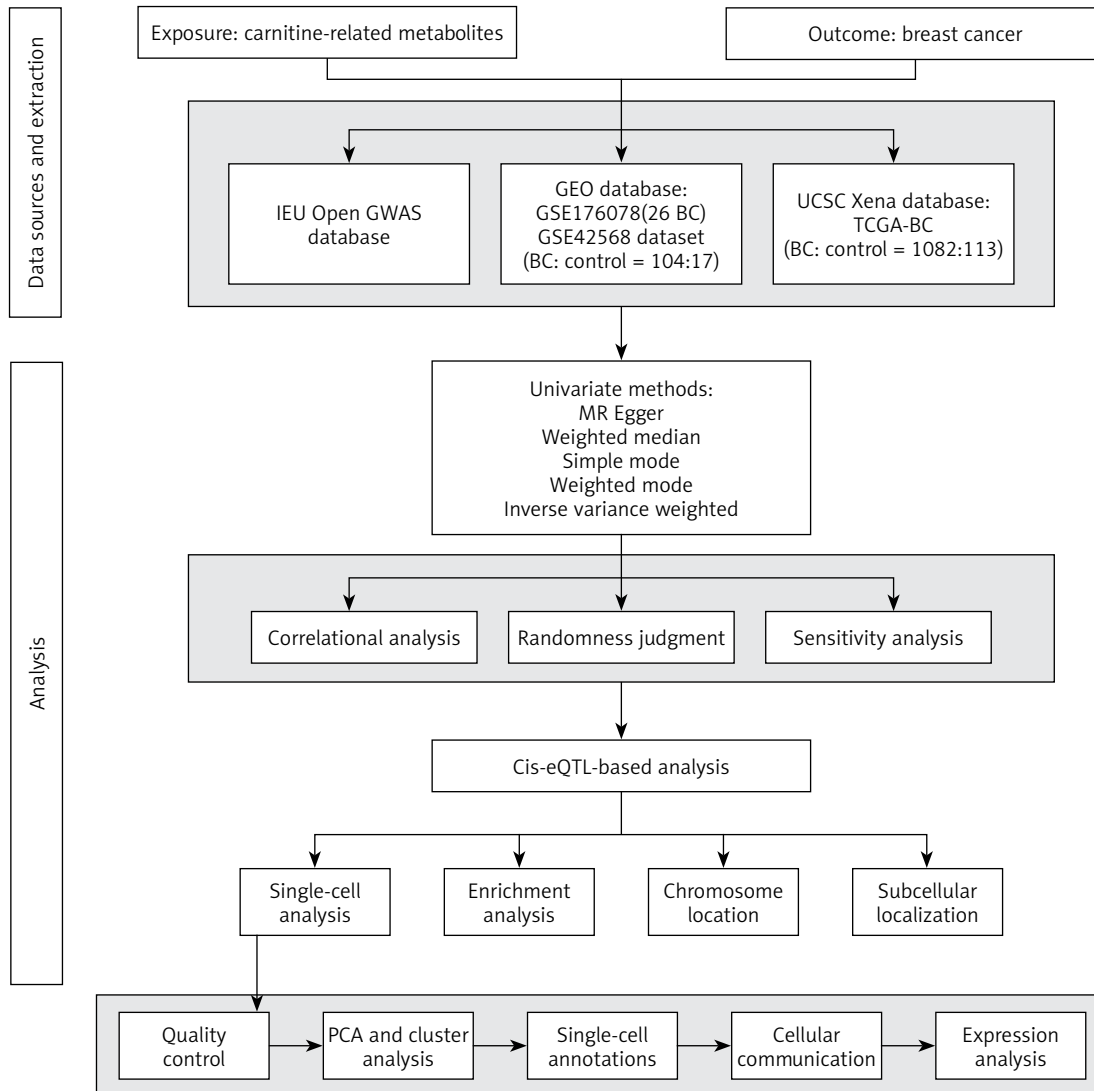 Data sources and extraction
Exposure: carnitine-related metabolites
Outcome: breast cancer
IEU Open GWAS
database
GEO database:
GSE176078(26 BC)
GSE42568 dataset
(BC: control = 104:17)
UCSC Xena database:
TCGA-BC
(BC: control = 1082:113)
Analysis
Univariate methods:
MR Egger
Weighted median
Simple mode
Weighted mode
Inverse variance weighted
Correlational analysis
Randomness judgment
Sensitivity analysis
Cis-eQTL-based analysis
Single-cell
analysis
Enrichment
analysis
Chromosome
location
Subcellular
localization
Quality
control
PCA and cluster
analysis
Single-cell
annotations
Cellular
communication
Expression
analysis